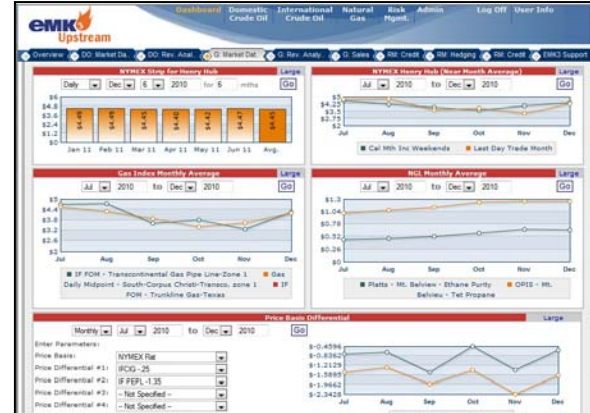 eMK
Upstream
Dashboard Domestic Crude Oil International Crude Oil Natural Gas Risk Mgmt. Admin Log Off User Info
Overview DO: Market Da.. DO: Rev. Anal. G: Market Dat. G: Rev. Analy. G: Sales RM: Credit RM: Hedging RM: Credit EMK3 Support
NYMEX Strip for Henry Hub Large
Daily Dec 6 2010 for 6 mths Go
$6
$4.8
$3.6
$2.4
$1.2
$0
$4.49 $4.49 $4.45 $4.40 $4.42 $4.47 $4.45
Jan 11 Feb 11 Mar 11 Apr 11 May 11 Jun 11 Avg.
NYMEX Henry Hub (Near Month Average) Large
Jul 2010 to Dec 2010 Go
$5
$4.25
$3.5
$2.75
$2
Jul Aug Sep Oct Nov Dec
Cal Mth Inc Weekends Last Day Trade Month
Gas Index Monthly Average Large
Jul 2010 to Dec 2010 Go
$5
$4.4
$3.8
$3.2
$2.6
$2
Jul Aug Sep Oct Nov Dec
IF FOM - Transcontinental Gas Pipe Line-Zone 1 Gas
Daily Midpoint - South-Corpus Christi-Transco, zone 1 IF
FOM - Trunkline Gas-Texas
NGL Monthly Average Large
Jul 2010 to Dec 2010 Go
$1.3
$1.04
$0.78
$0.52
$0.26
$0
Jul Aug Sep Oct Nov Dec
Platts - Mt. Belview - Ethane Purity OPIS - Mt.
Belvieu - Tet Propane
Price Basis Differential Large
Monthly Jul 2010 to Dec 2010 Go
Enter Parameters:
Price Basis: NYMEX Flat
Price Differential #1: IFCIG -.25
Price Differential #2: IF PEPL -1.35
Price Differential #3: -- Not Specified --
Price Differential #4: -- Not Specified --
$-0.4596
$-0.8362
$-1.2129
$-1.5895
$-1.9662
$-2.3428
Jul Aug Sep Oct Nov Dec